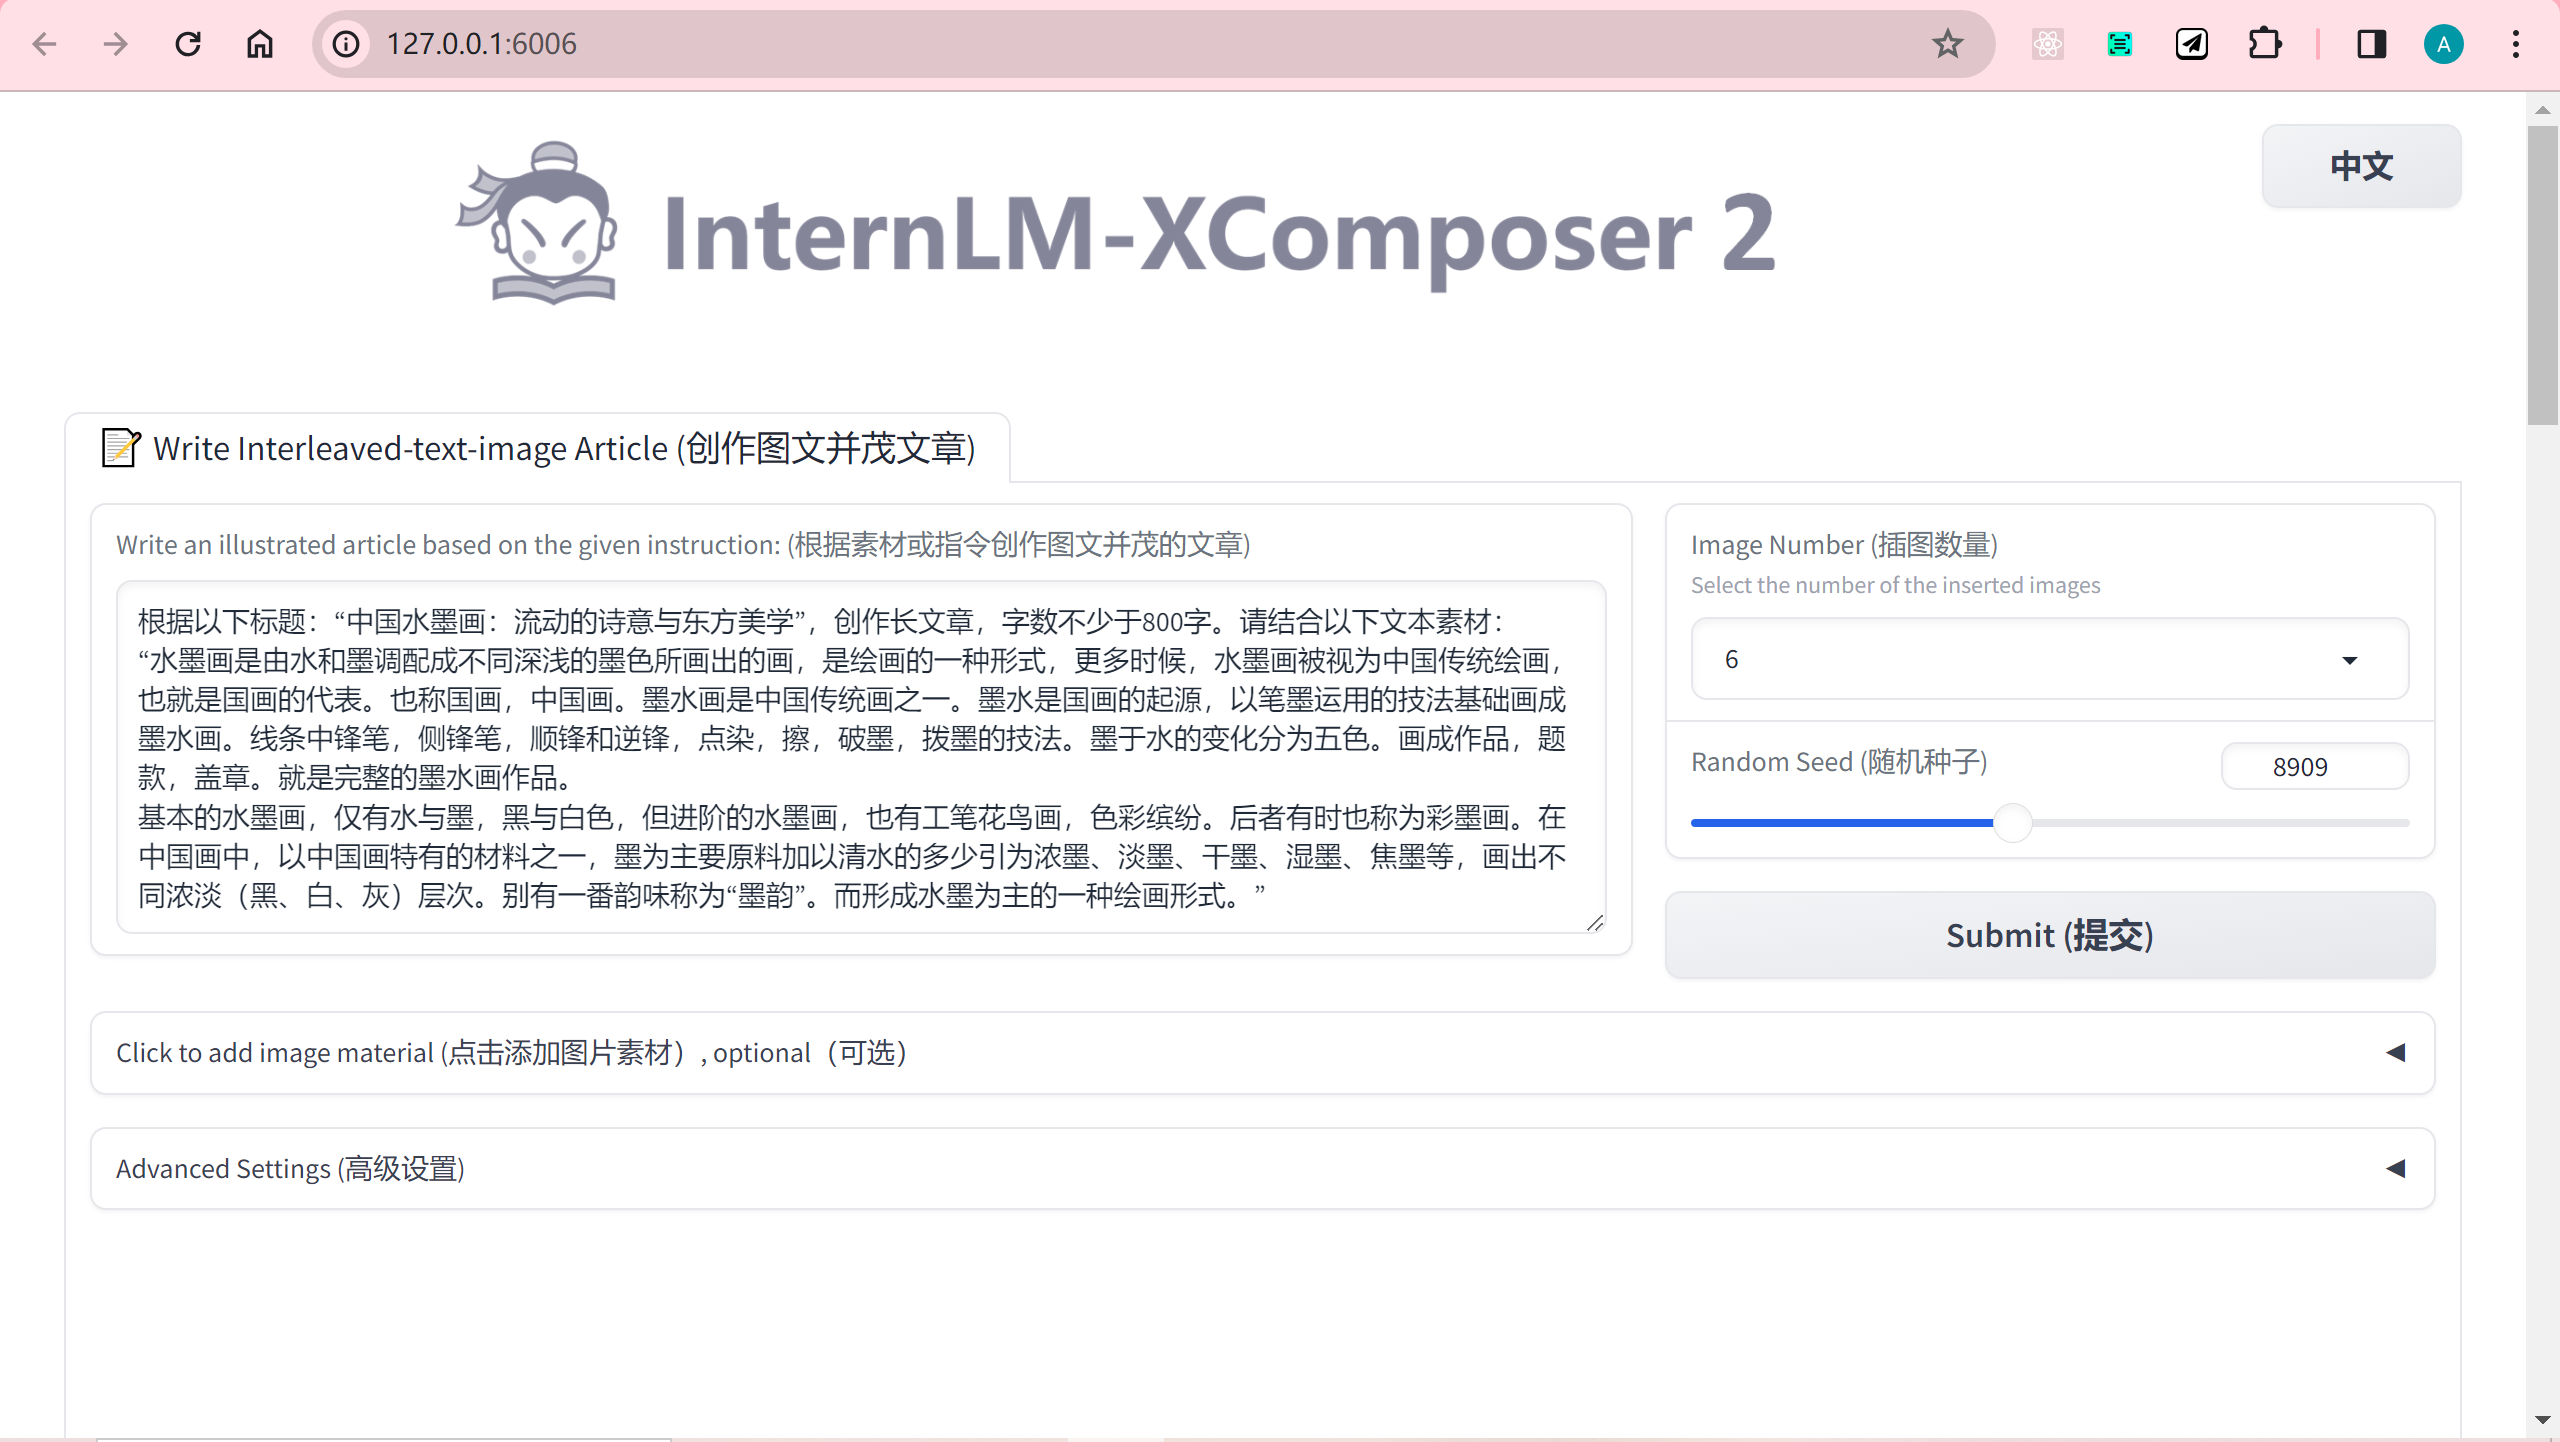 127.0.0.1:6006
A
中文
InternLM-XComposer 2
📝 Write Interleaved-text-image Article (创作图文并茂文章)
Write an illustrated article based on the given instruction: (根据素材或指令创作图文并茂的文章)
根据以下标题：“中国水墨画：流动的诗意与东方美学”，创作长文章，字数不少于800字。请结合以下文本素材：
“水墨画是由水和墨调配成不同深浅的墨色所画出的画，是绘画的一种形式，更多时候，水墨画被视为中国传统绘画，
也就是国画的代表。也称国画，中国画。墨水画是中国传统画之一。墨水是国画的起源，以笔墨运用的技法基础画成
墨水画。线条中锋笔，侧锋笔，顺锋和逆锋，点染，擦，破墨，拨墨的技法。墨于水的变化分为五色。画成作品，题
款，盖章。就是完整的墨水画作品。
基本的水墨画，仅有水与墨，黑与白色，但进阶的水墨画，也有工笔花鸟画，色彩缤纷。后者有时也称为彩墨画。在
中国画中，以中国画特有的材料之一，墨为主要原料加以清水的多少引为浓墨、淡墨、干墨、湿墨、焦墨等，画出不
同浓淡（黑、白、灰）层次。别有一番韵味称为“墨韵”。而形成水墨为主的一种绘画形式。”
Image Number (插图数量)
Select the number of the inserted images
6
Random Seed (随机种子)
8909
Submit (提交)
Click to add image material (点击添加图片素材）, optional（可选）
Advanced Settings (高级设置)